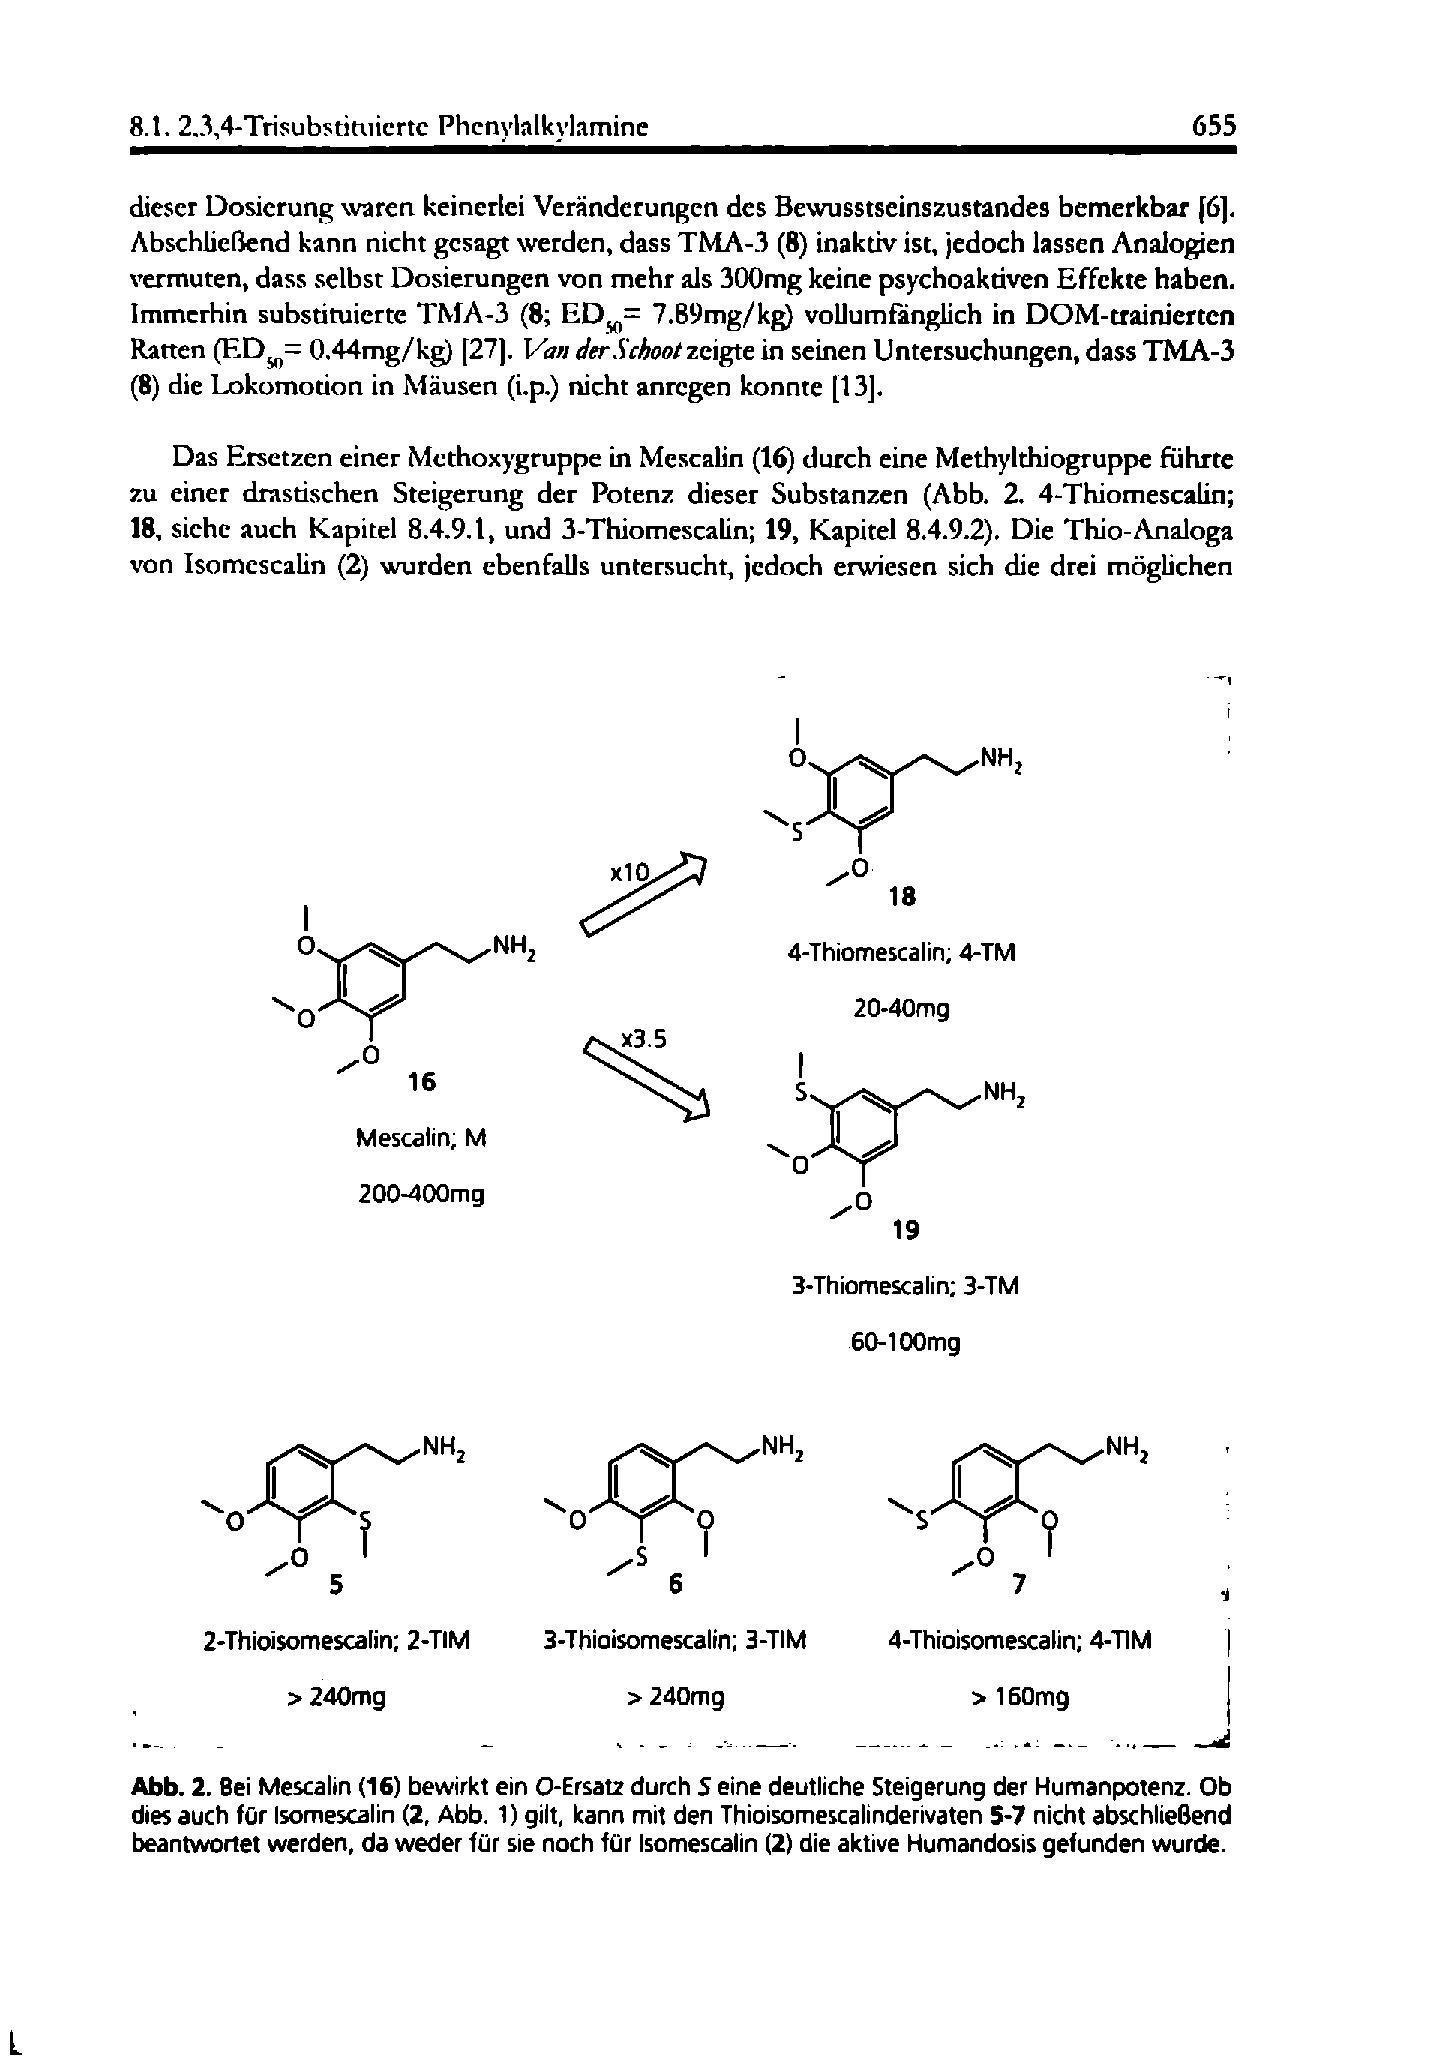 8.1. 2,3,4-Trisubstituierte Phenylalkylamine 655
dieser Dosierung waren keinerlei Veränderungen des Bewusstseinszustandes bemerkbar [6].
Abschließend kann nicht gesagt werden, dass TMA-3 (8) inaktiv ist, jedoch lassen Analogien
vermuten, dass selbst Dosierungen von mehr als 300mg keine psychoaktiven Effekte haben.
Immerhin substituierte TMA-3 (8; ED₅₀= 7.89mg/kg) vollumfänglich in DOM-trainierten
Ratten (ED₅₀= 0.44mg/kg) [27]. Van der Schoot zeigte in seinen Untersuchungen, dass TMA-3
(8) die Lokomotion in Mäusen (i.p.) nicht anregen konnte [13].
Das Ersetzen einer Methoxygruppe in Mescalin (16) durch eine Methylthiogruppe führte
zu einer drastischen Steigerung der Potenz dieser Substanzen (Abb. 2. 4-Thiomescalin;
18, siehe auch Kapitel 8.4.9.1, und 3-Thiomescalin; 19, Kapitel 8.4.9.2). Die Thio-Analoga
von Isomescalin (2) wurden ebenfalls untersucht, jedoch erwiesen sich die drei möglichen
O NH₂
S
O
18
4-Thiomescalin; 4-TM
20-40mg
x10
O NH₂
O
O
16
Mescalin; M
200-400mg
x3.5
S NH₂
O
O
19
3-Thiomescalin; 3-TM
60-100mg
NH₂ NH₂ NH₂
O S O O S O
O S O
5 6 7
2-Thioisomescalin; 2-TIM 3-Thioisomescalin; 3-TIM 4-Thioisomescalin; 4-TIM
> 240mg > 240mg > 160mg
Abb. 2. Bei Mescalin (16) bewirkt ein O-Ersatz durch S eine deutliche Steigerung der Humanpotenz. Ob
dies auch für Isomescalin (2, Abb. 1) gilt, kann mit den Thioisomescalinderivaten 5-7 nicht abschließend
beantwortet werden, da weder für sie noch für Isomescalin (2) die aktive Humandosis gefunden wurde.